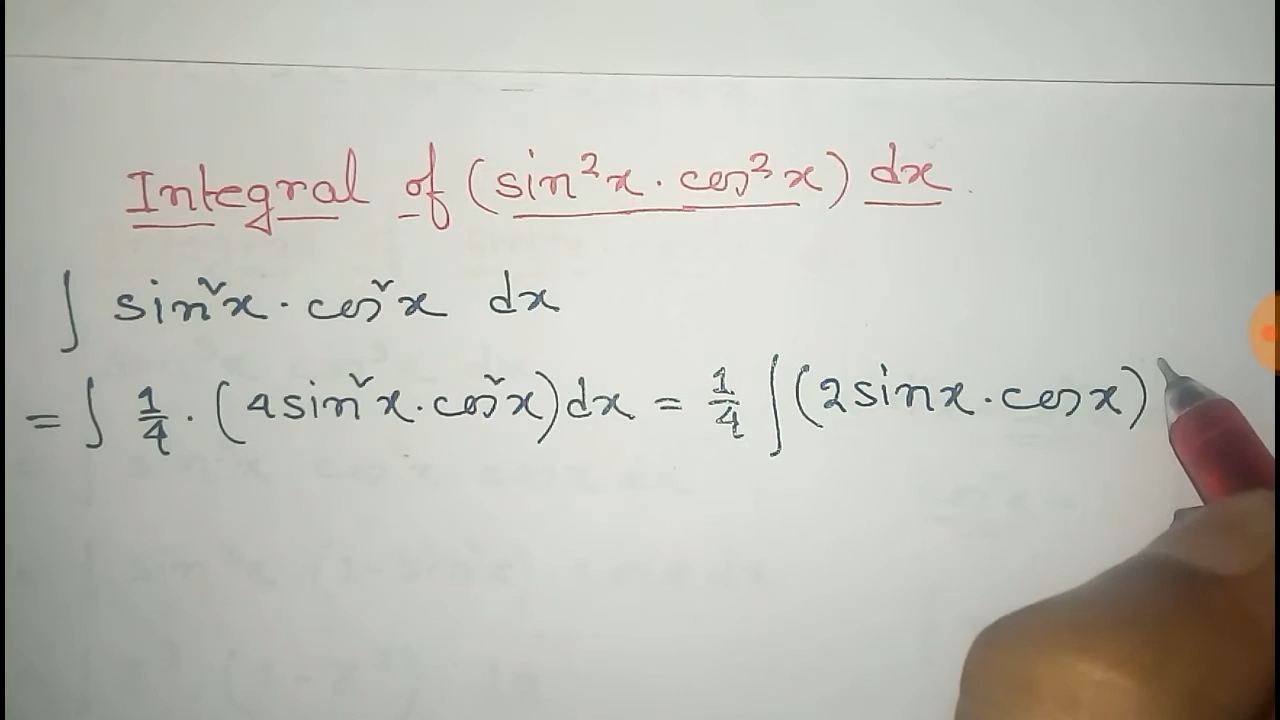 Integral of (sin²x · cos²x) dx.
∫ sin²x · cos²x dx
= ∫ 1/4 · (4sin²x · cos²x) dx = 1/4 ∫ (2sinx · cosx)